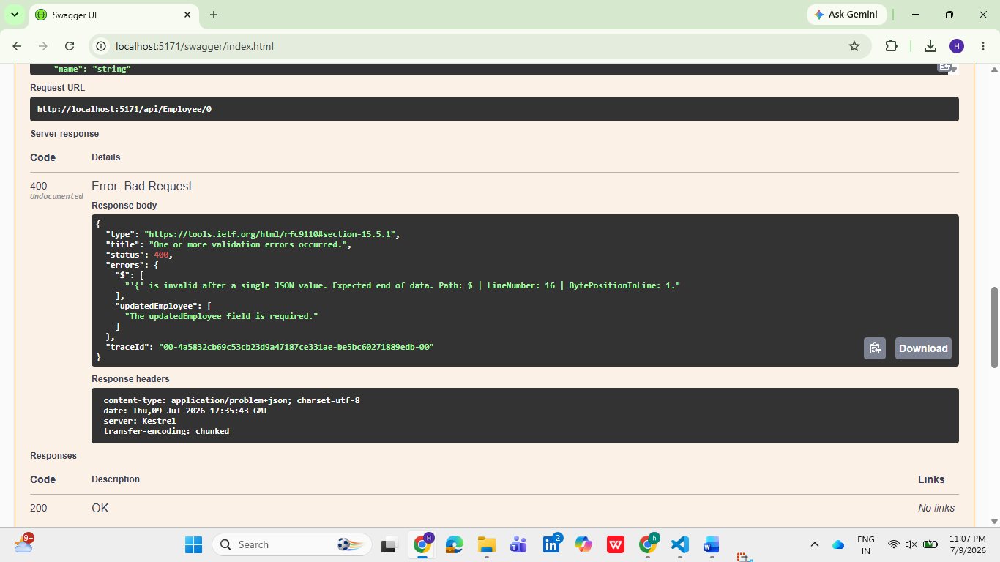 Swagger UI
Ask Gemini
localhost:5171/swagger/index.html
H
"name": "string"
Request URL
http://localhost:5171/api/Employee/0
Server response
Code Details
400 Error: Bad Request
Undocumented
Response body
{
"type": "https://tools.ietf.org/html/rfc9110#section-15.5.1",
"title": "One or more validation errors occurred.",
"status": 400,
"errors": {
"$": [
"'{' is invalid after a single JSON value. Expected end of data. Path: $ | LineNumber: 16 | BytePositionInLine: 1."
],
"updatedEmployee": [
"The updatedEmployee field is required."
]
},
"traceId": "00-4a5832cb69c53cb23d9a47187ce331ae-be5bc60271889edb-00"
}
Download
Response headers
content-type: application/problem+json; charset=utf-8
date: Thu,09 Jul 2026 17:35:43 GMT
server: Kestrel
transfer-encoding: chunked
Responses
Code Description Links
200 OK No links
9+
Search
H
2
h
ENG
IN
11:07 PM
7/9/2026